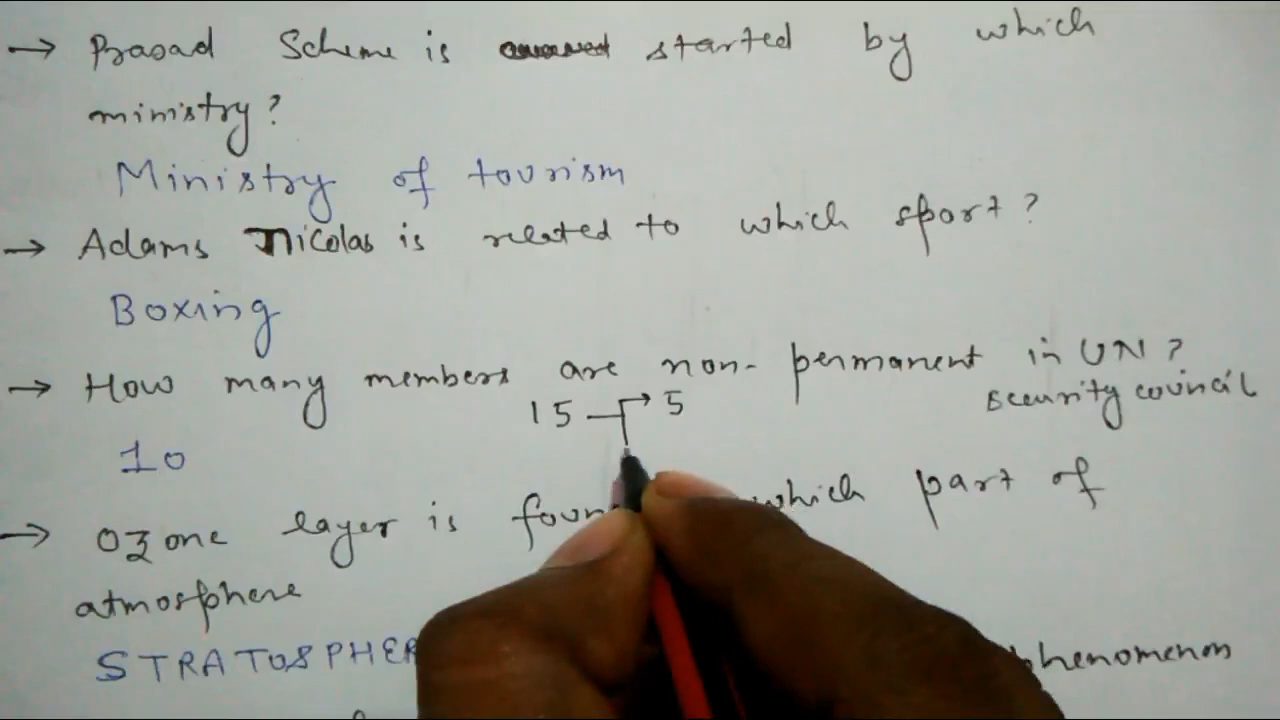 → Prasad Scheme is started by which
ministry?
Ministry of tourism
→ Adams Nicolas is related to which sport?
Boxing
→ How many members are non-permanent in UN?
security council
15 → 5
10
→ Ozone layer is which part of
atmosphere
phenomenon